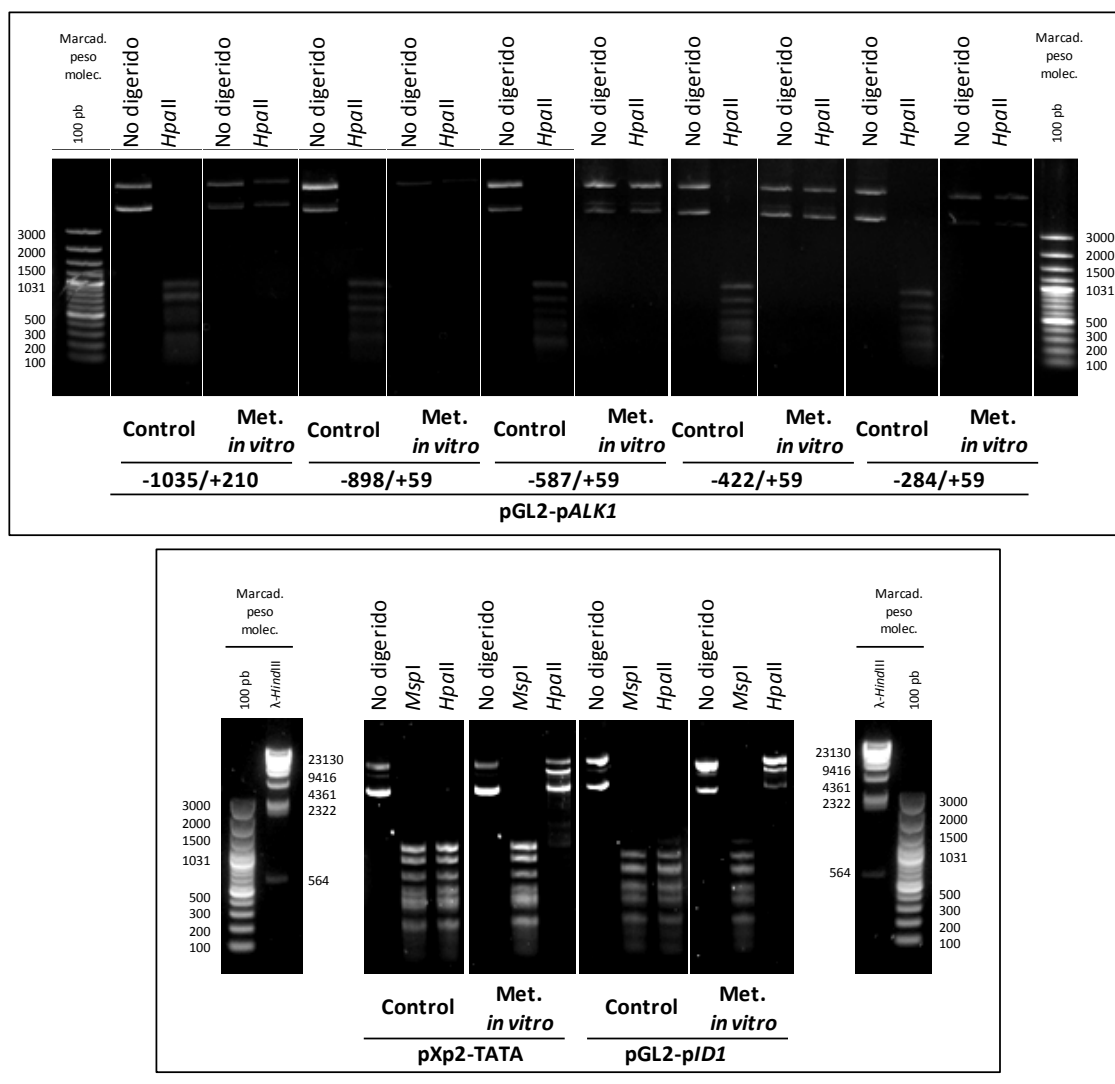 Marcad.
peso
molec.
100 pb
No digerido
HpaII
No digerido
HpaII
No digerido
HpaII
No digerido
HpaII
No digerido
HpaII
No digerido
HpaII
No digerido
HpaII
No digerido
HpaII
No digerido
HpaII
No digerido
HpaII
Marcad.
peso
molec.
100 pb
3000
2000
1500
1031
500
300
200
100
3000
2000
1500
1031
500
300
200
100
Control
Met.
in vitro
Control
Met.
in vitro
Control
Met.
in vitro
Control
Met.
in vitro
Control
Met.
in vitro
-1035/+210
-898/+59
-587/+59
-422/+59
-284/+59
pGL2-pALK1
Marcad.
peso
molec.
100 pb
λ-HindIII
No digerido
MspI
HpaII
No digerido
MspI
HpaII
No digerido
MspI
HpaII
No digerido
MspI
HpaII
Marcad.
peso
molec.
λ-HindIII
100 pb
3000
2000
1500
1031
500
300
200
100
23130
9416
4361
2322
564
23130
9416
4361
2322
564
3000
2000
1500
1031
500
300
200
100
Control
Met.
in vitro
Control
Met.
in vitro
pXp2-TATA
pGL2-pID1